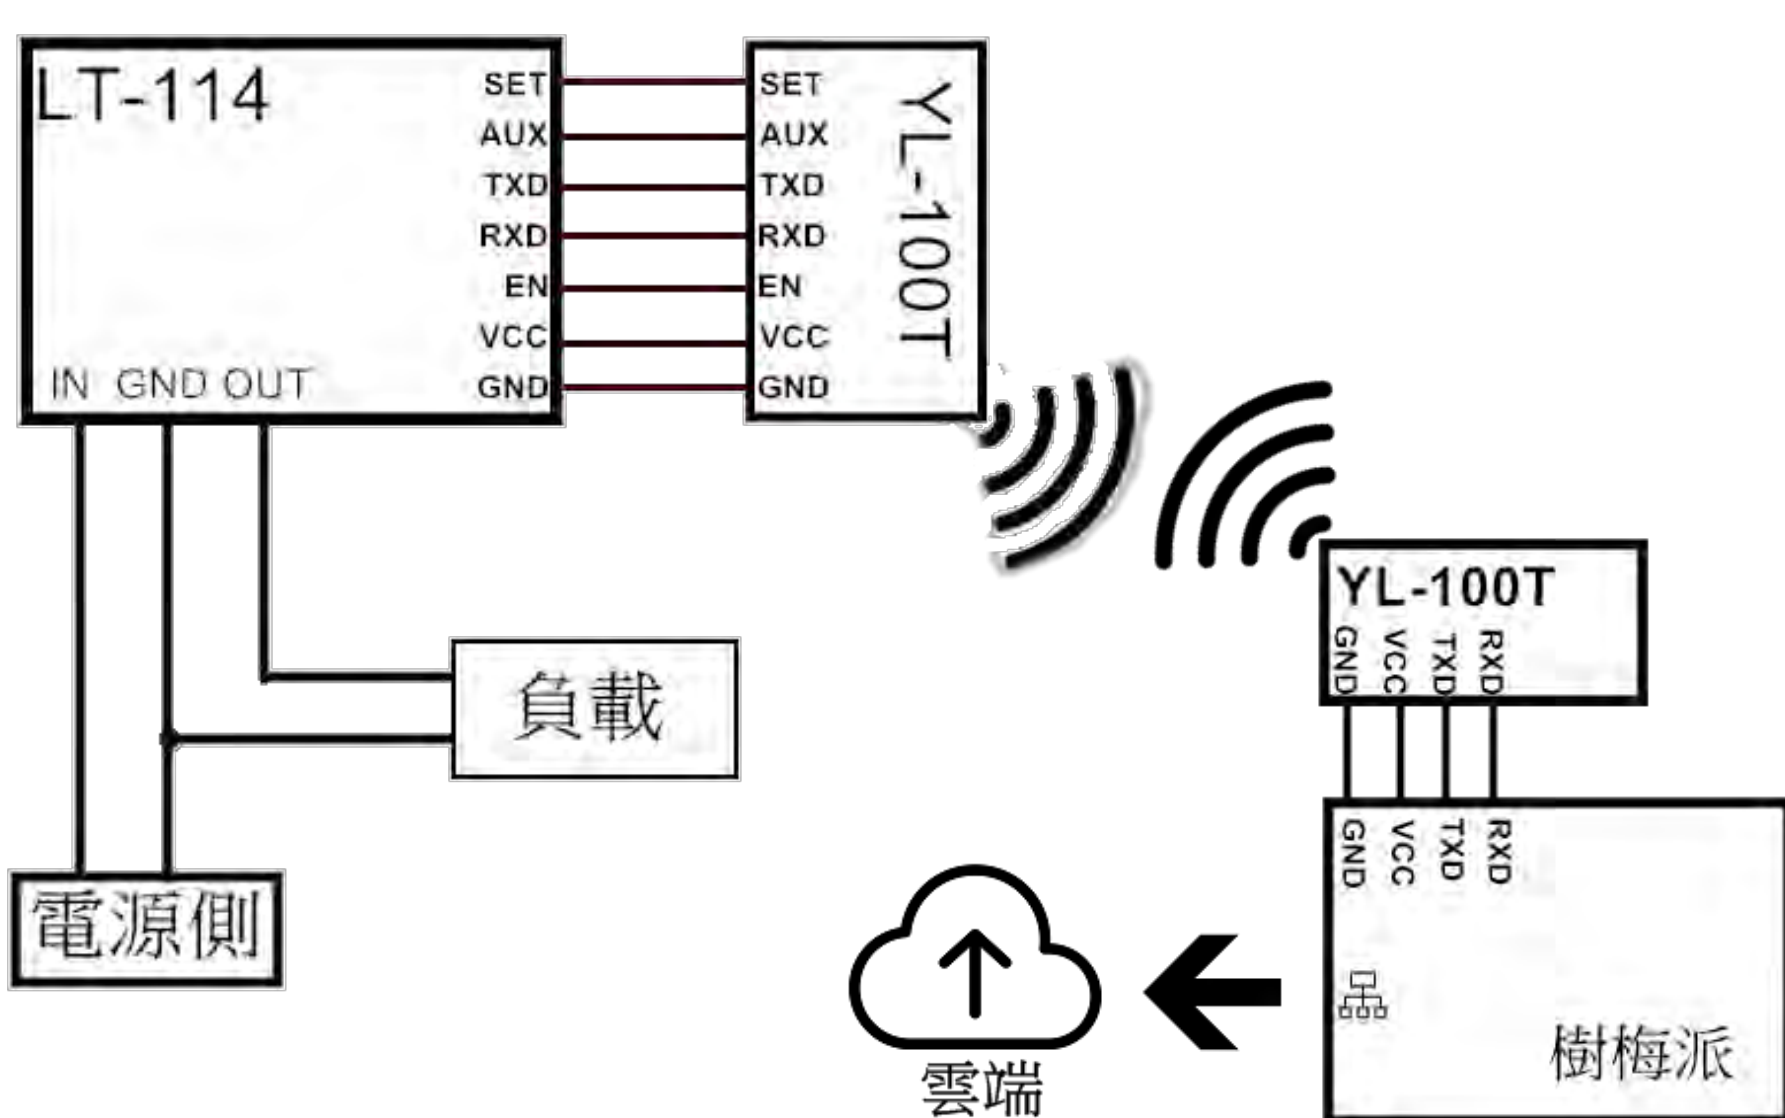 LT-114
SET
AUX
TXD
RXD
EN
VCC
GND
IN GND OUT
SET
AUX
TXD
RXD
EN
VCC
GND
YL-100T
YL-100T
GND
VCC
TXD
RXD
GND
VCC
TXD
RXD
樹梅派
負載
電源側
雲端